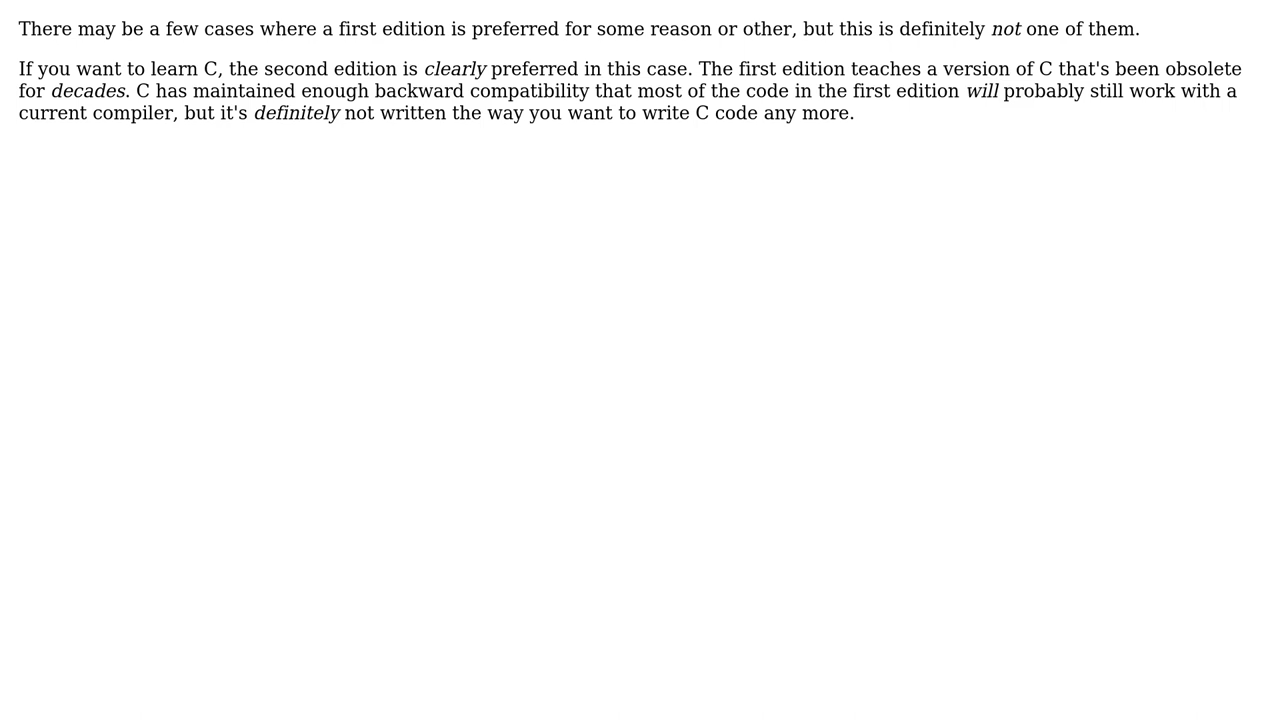 There may be a few cases where a first edition is preferred for some reason or other, but this is definitely not one of them.
If you want to learn C, the second edition is clearly preferred in this case. The first edition teaches a version of C that's been obsolete
for decades. C has maintained enough backward compatibility that most of the code in the first edition will probably still work with a
current compiler, but it's definitely not written the way you want to write C code any more.